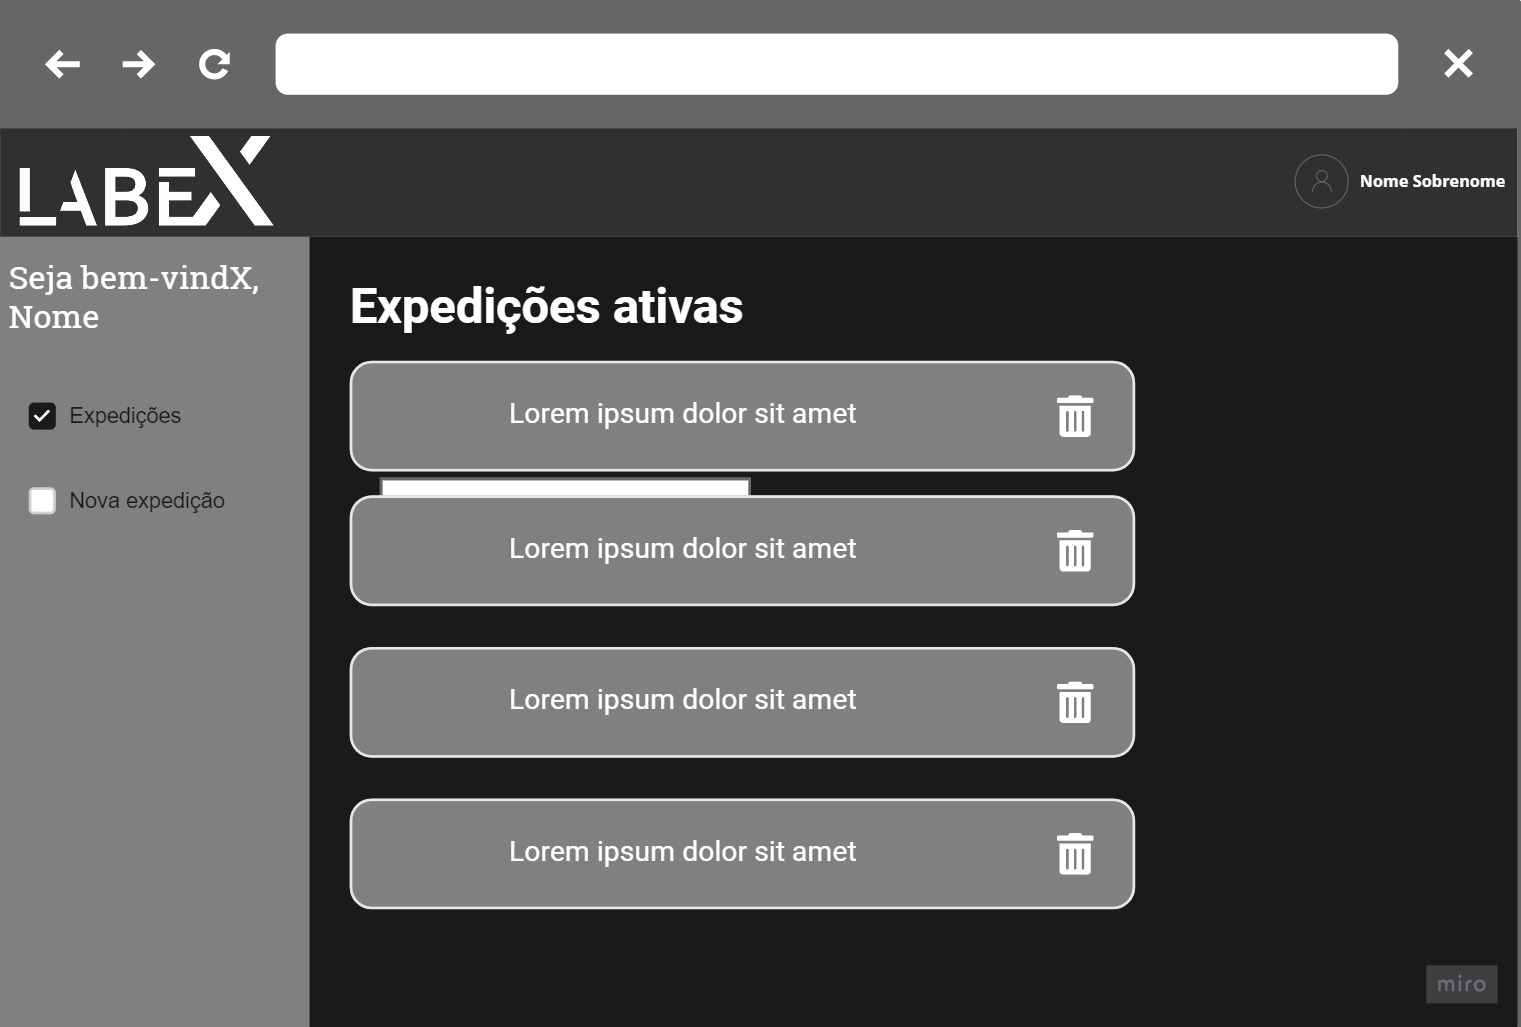 LABEX
Nome Sobrenome
Seja bem-vindX,
Nome
Expedições
Nova expedição
Expedições ativas
Lorem ipsum dolor sit amet
Lorem ipsum dolor sit amet
Lorem ipsum dolor sit amet
Lorem ipsum dolor sit amet
miro